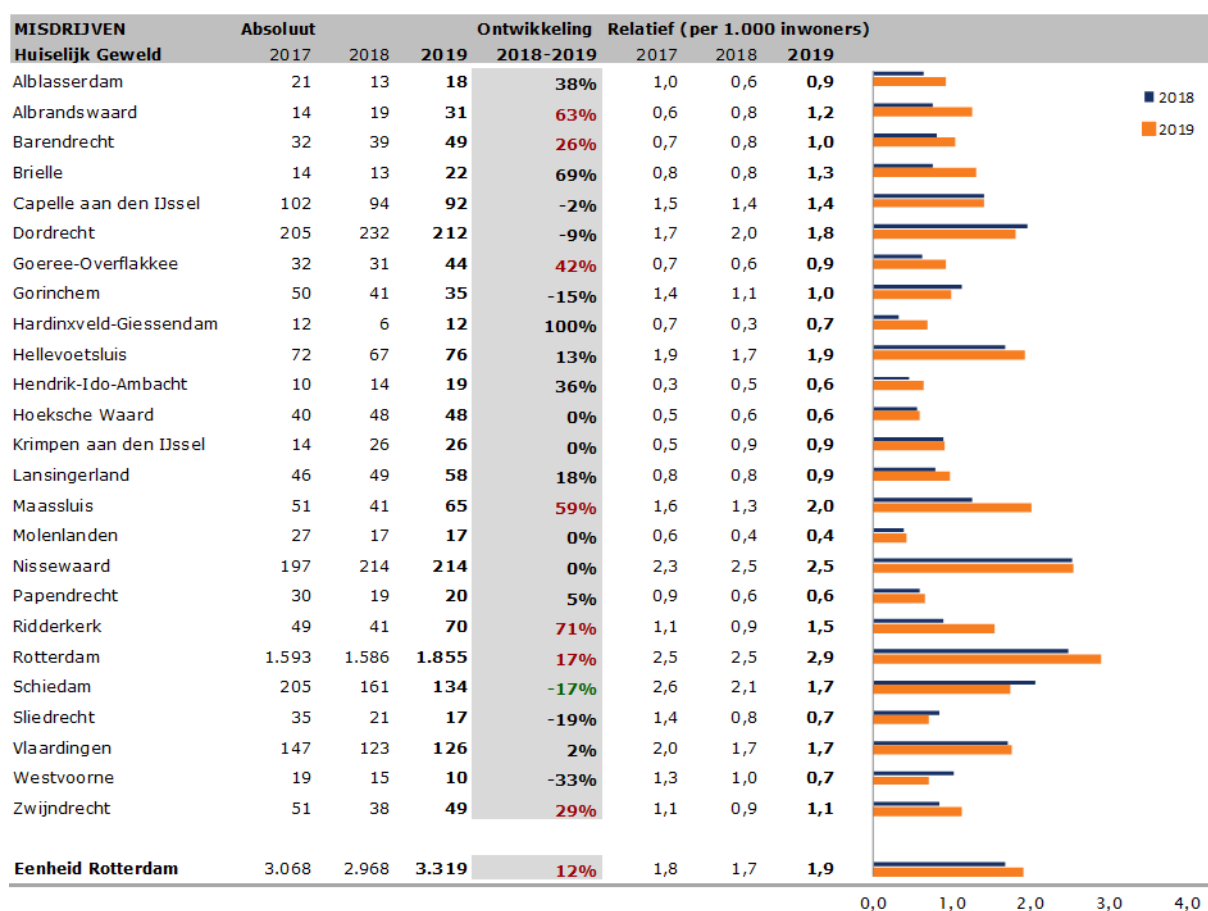 MISDRIJVEN Absoluut Ontwikkeling Relatief (per 1.000 inwoners)
Huiselijk Geweld 2017 2018 2019 2018-2019 2017 2018 2019
Alblasserdam 21 13 18 38% 1,0 0,6 0,9
2018
Albrandswaard 14 19 31 63% 0,6 0,8 1,2
2019
Barendrecht 32 39 49 26% 0,7 0,8 1,0
Brielle 14 13 22 69% 0,8 0,8 1,3
Capelle aan den IJssel 102 94 92 -2% 1,5 1,4 1,4
Dordrecht 205 232 212 -9% 1,7 2,0 1,8
Goeree-Overflakkee 32 31 44 42% 0,7 0,6 0,9
Gorinchem 50 41 35 -15% 1,4 1,1 1,0
Hardinxveld-Giessendam 12 6 12 100% 0,7 0,3 0,7
Hellevoetsluis 72 67 76 13% 1,9 1,7 1,9
Hendrik-Ido-Ambacht 10 14 19 36% 0,3 0,5 0,6
Hoeksche Waard 40 48 48 0% 0,5 0,6 0,6
Krimpen aan den IJssel 14 26 26 0% 0,5 0,9 0,9
Lansingerland 46 49 58 18% 0,8 0,8 0,9
Maassluis 51 41 65 59% 1,6 1,3 2,0
Molenlanden 27 17 17 0% 0,6 0,4 0,4
Nissewaard 197 214 214 0% 2,3 2,5 2,5
Papendrecht 30 19 20 5% 0,9 0,6 0,6
Ridderkerk 49 41 70 71% 1,1 0,9 1,5
Rotterdam 1.593 1.586 1.855 17% 2,5 2,5 2,9
Schiedam 205 161 134 -17% 2,6 2,1 1,7
Sliedrecht 35 21 17 -19% 1,4 0,8 0,7
Vlaardingen 147 123 126 2% 2,0 1,7 1,7
Westvoorne 19 15 10 -33% 1,3 1,0 0,7
Zwijndrecht 51 38 49 29% 1,1 0,9 1,1
Eenheid Rotterdam 3.068 2.968 3.319 12% 1,8 1,7 1,9
0,0 1,0 2,0 3,0 4,0